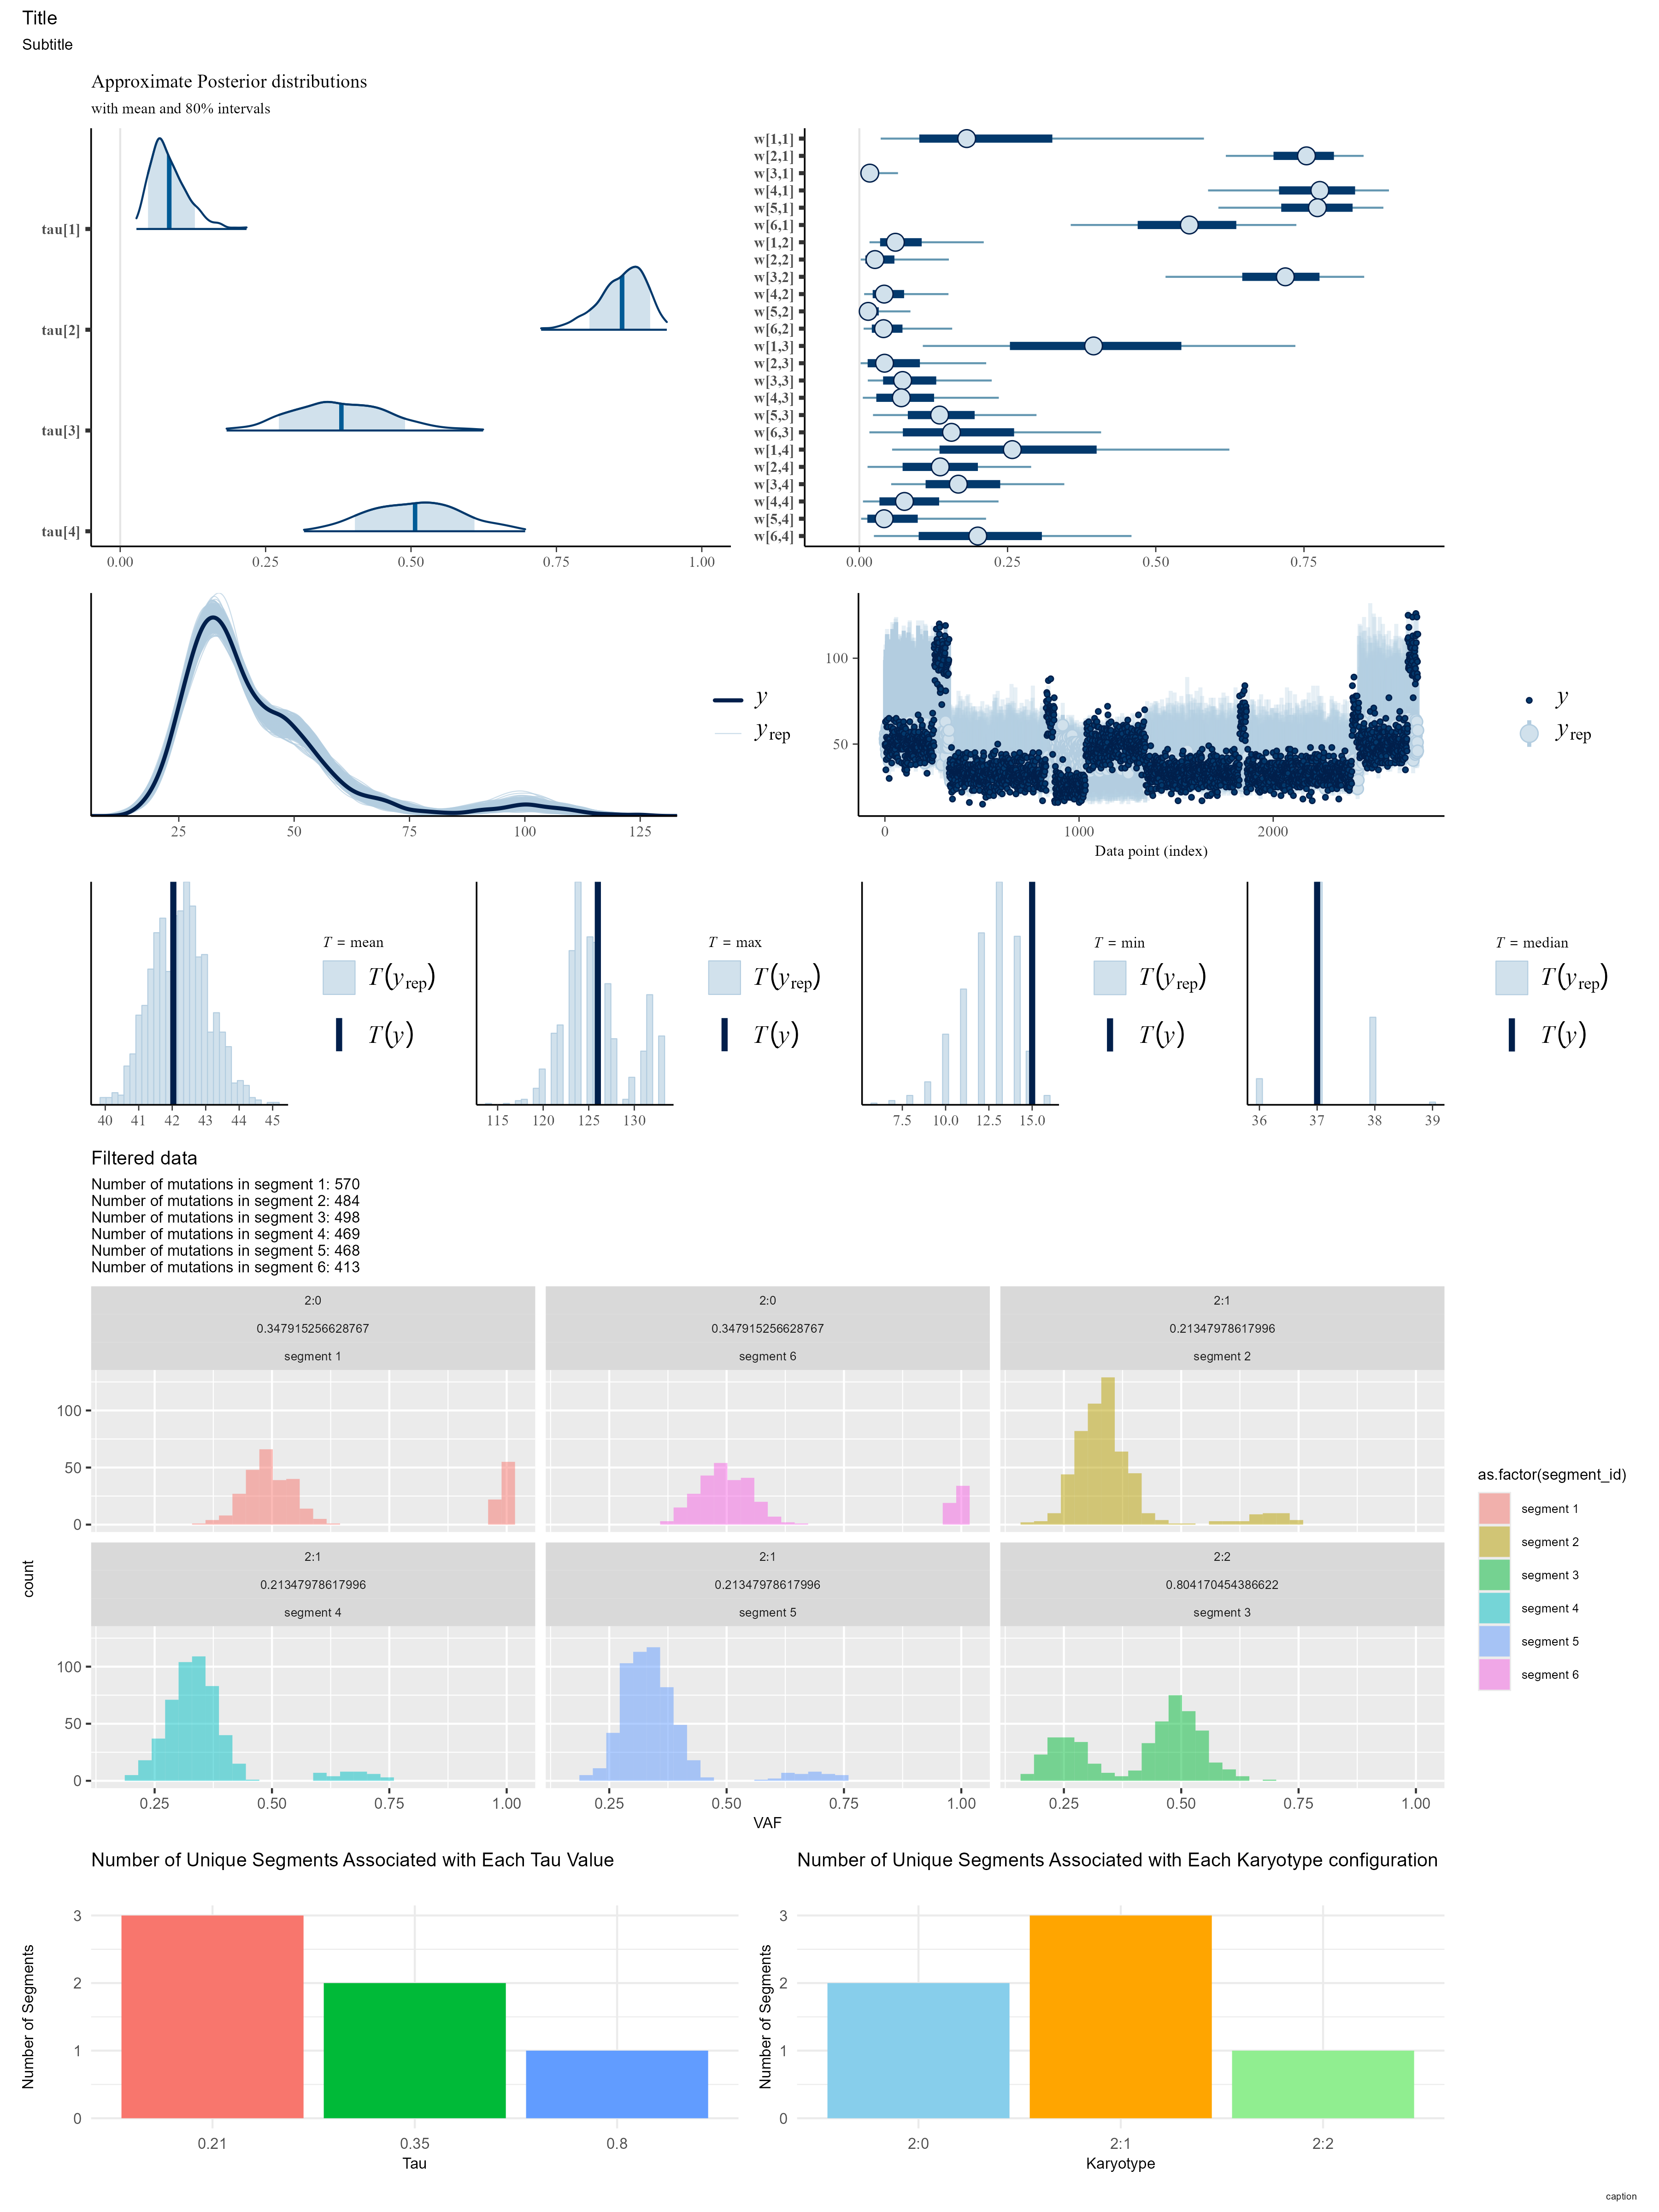 Title
Subtitle
Approximate Posterior distributions
with mean and 80% intervals
tau[1]
tau[2]
tau[3]
tau[4]
0.00 0.25 0.50 0.75 1.00
w[1,1]
w[2,1]
w[3,1]
w[4,1]
w[5,1]
w[6,1]
w[1,2]
w[2,2]
w[3,2]
w[4,2]
w[5,2]
w[6,2]
w[1,3]
w[2,3]
w[3,3]
w[4,3]
w[5,3]
w[6,3]
w[1,4]
w[2,4]
w[3,4]
w[4,4]
w[5,4]
w[6,4]
0.00 0.25 0.50 0.75
y
yrep
25 50 75 100 125
100
50
0 1000 2000
Data point (index)
y
yrep
T = mean
T(yrep)
T(y)
40 41 42 43 44 45
T = max
T(yrep)
T(y)
115 120 125 130
T = min
T(yrep)
T(y)
7.5 10.0 12.5 15.0
T = median
T(yrep)
T(y)
36 37 38 39
Filtered data
Number of mutations in segment 1: 570
Number of mutations in segment 2: 484
Number of mutations in segment 3: 498
Number of mutations in segment 4: 469
Number of mutations in segment 5: 468
Number of mutations in segment 6: 413
2:0 2:0 2:1
0.347915256628767 0.347915256628767 0.21347978617996
segment 1 segment 6 segment 2
100
50
0
2:1 2:1 2:2
0.21347978617996 0.21347978617996 0.804170454386622
segment 4 segment 5 segment 3
100
50
0
0.25 0.50 0.75 1.00 0.25 0.50 0.75 1.00 0.25 0.50 0.75 1.00
count
VAF
as.factor(segment_id)
segment 1
segment 2
segment 3
segment 4
segment 5
segment 6
Number of Unique Segments Associated with Each Tau Value
Number of Segments
3
2
1
0
0.21 0.35 0.8
Tau
Number of Unique Segments Associated with Each Karyotype configuration
Number of Segments
3
2
1
0
2:0 2:1 2:2
Karyotype
caption